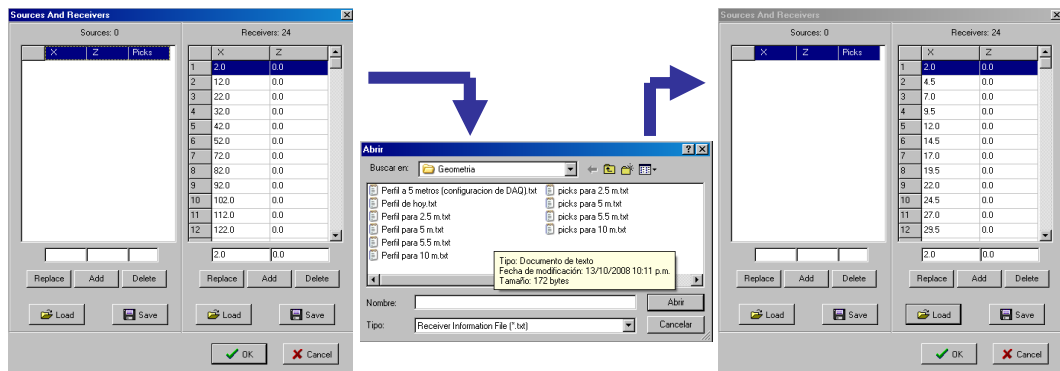 Sources And Receivers
Sources: 0
Receivers: 24
X Z Picks
X Z
1 2.0 0.0
2 12.0 0.0
3 22.0 0.0
4 32.0 0.0
5 42.0 0.0
6 52.0 0.0
7 72.0 0.0
8 82.0 0.0
9 92.0 0.0
10 102.0 0.0
11 112.0 0.0
12 122.0 0.0
2.0 0.0
Replace Add Delete
Replace Add Delete
Load Save
Load Save
OK Cancel
Abrir
Buscar en: Geometria
Perfil a 5 metros (configuracion de DAQ).txt
Perfil de hoy.txt
Perfil para 2.5 m.txt
Perfil para 5 m.txt
Perfil para 5.5 m.txt
Perfil para 10 m.txt
picks para 2.5 m.txt
picks para 5 m.txt
picks para 5.5 m.txt
picks para 10 m.txt
Tipo: Documento de texto
Fecha de modificación: 13/10/2008 10:11 p.m.
Tamaño: 172 bytes
Nombre: Abrir
Tipo: Receiver Information File (*.txt) Cancelar
Sources And Receivers
Sources: 0
Receivers: 24
X Z Picks
X Z
1 2.0 0.0
2 4.5 0.0
3 7.0 0.0
4 9.5 0.0
5 12.0 0.0
6 14.5 0.0
7 17.0 0.0
8 19.5 0.0
9 22.0 0.0
10 24.5 0.0
11 27.0 0.0
12 29.5 0.0
2.0 0.0
Replace Add Delete
Replace Add Delete
Load Save
Load Save
OK Cancel